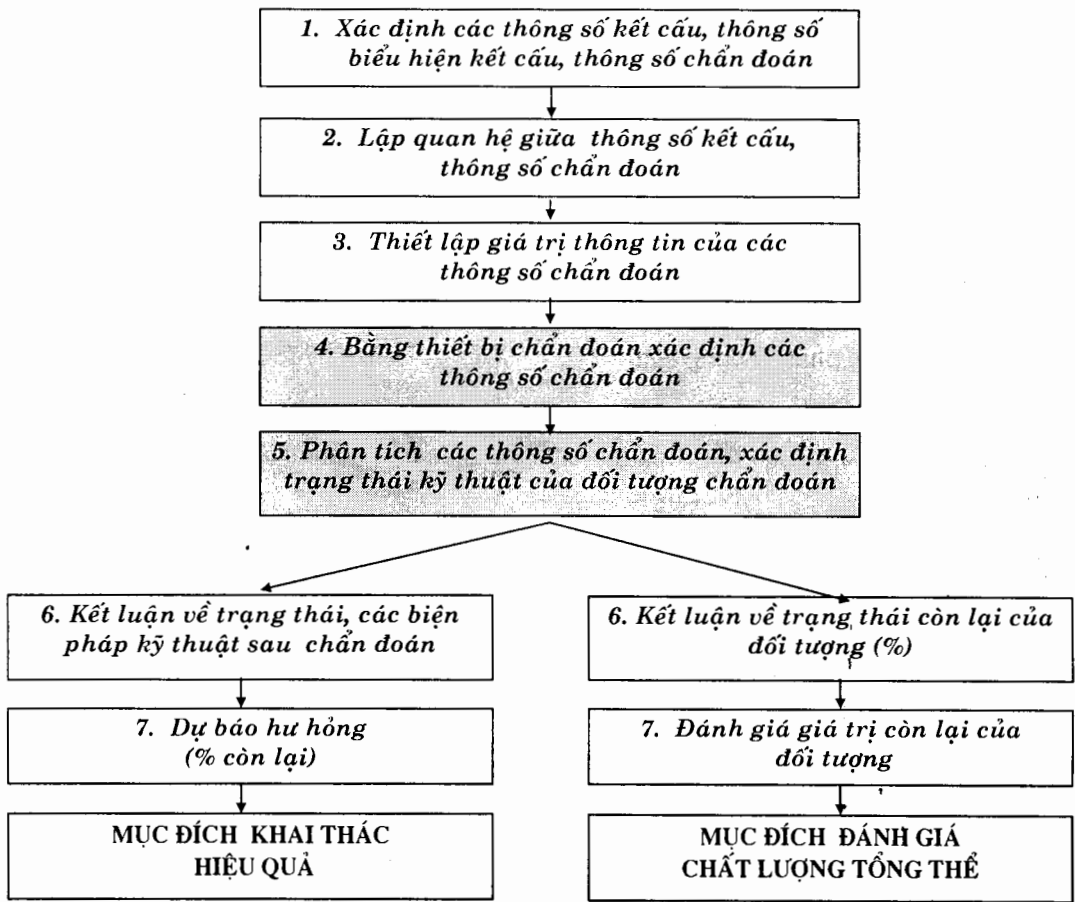 1. Xác định các thông số kết cấu, thông số
biểu hiện kết cấu, thông số chẩn đoán
2. Lập quan hệ giữa thông số kết cấu,
thông số chẩn đoán
3. Thiết lập giá trị thông tin của các
thông số chẩn đoán
4. Bằng thiết bị chẩn đoán xác định các
thông số chẩn đoán
5. Phân tích các thông số chẩn đoán, xác định
trạng thái kỹ thuật của đối tượng chẩn đoán
6. Kết luận về trạng thái, các biện
pháp kỹ thuật sau chẩn đoán
7. Dự báo hư hỏng
(% còn lại)
MỤC ĐÍCH KHAI THÁC
HIỆU QUẢ
6. Kết luận về trạng thái còn lại của
đối tượng (%)
7. Đánh giá giá trị còn lại của
đối tượng
MỤC ĐÍCH ĐÁNH GIÁ
CHẤT LƯỢNG TỔNG THỂ